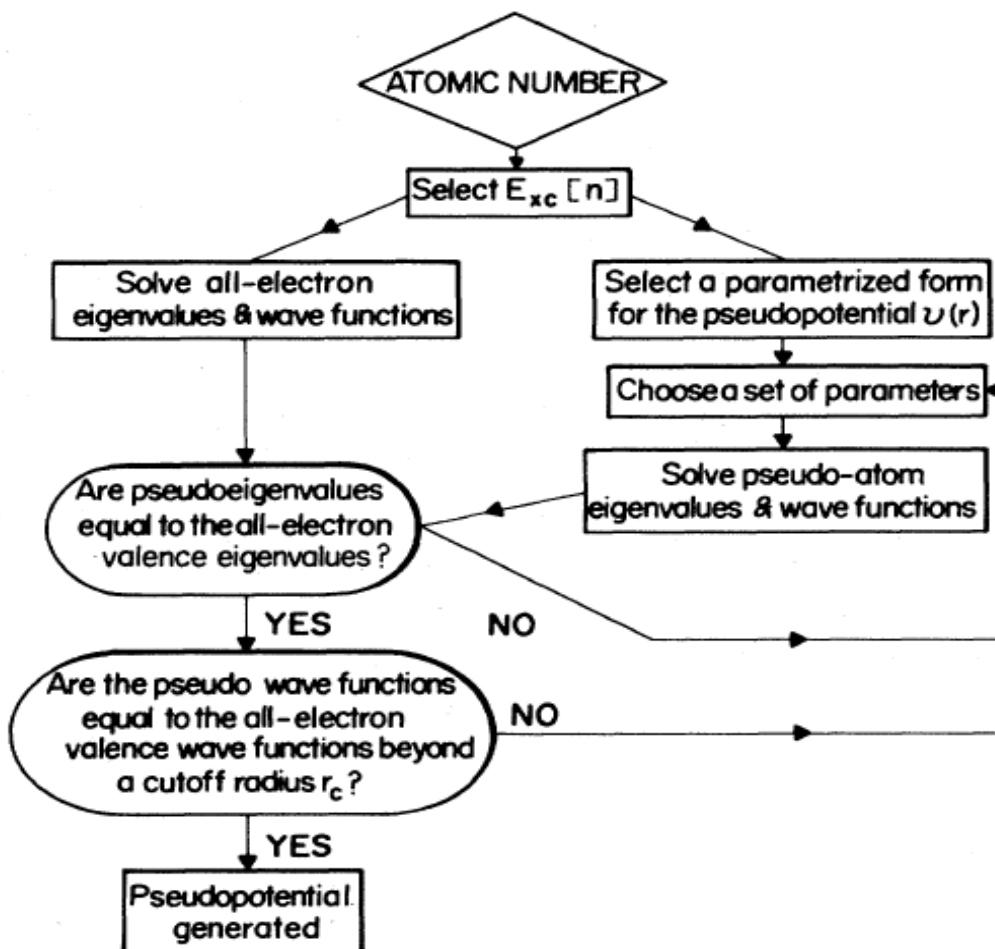 ATOMIC NUMBER
Select E_xc [n]
Solve all-electron
eigenvalues & wave functions
Select a parametrized form
for the pseudopotential υ(r)
Choose a set of parameters
Solve pseudo-atom
eigenvalues & wave functions
Are pseudoeigenvalues
equal to the all-electron
valence eigenvalues?
YES
NO
Are the pseudo wave functions
equal to the all-electron
valence wave functions beyond
a cutoff radius r_c?
NO
YES
Pseudopotential
generated